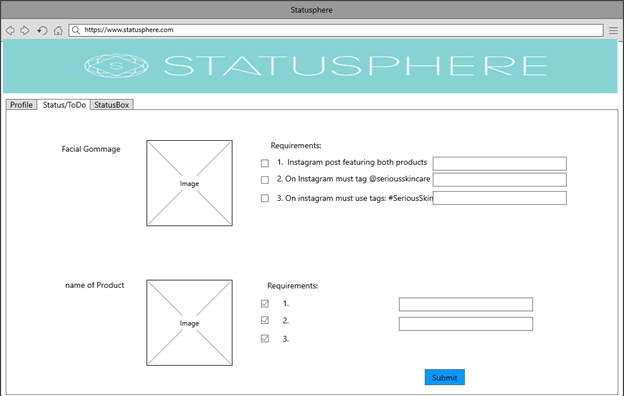 Statusphere
https://www.statusphere.com
S STATUSPHERE
Profile Status/ToDo StatusBox
Requirements:
Facial Gommage
Image
1. Instagram post featuring both products
2. On Instagram must tag @seriousskincare
3. On instagram must use tags: #SeriousSkin
name of Product
Requirements:
Image
1.
2.
3.
Submit